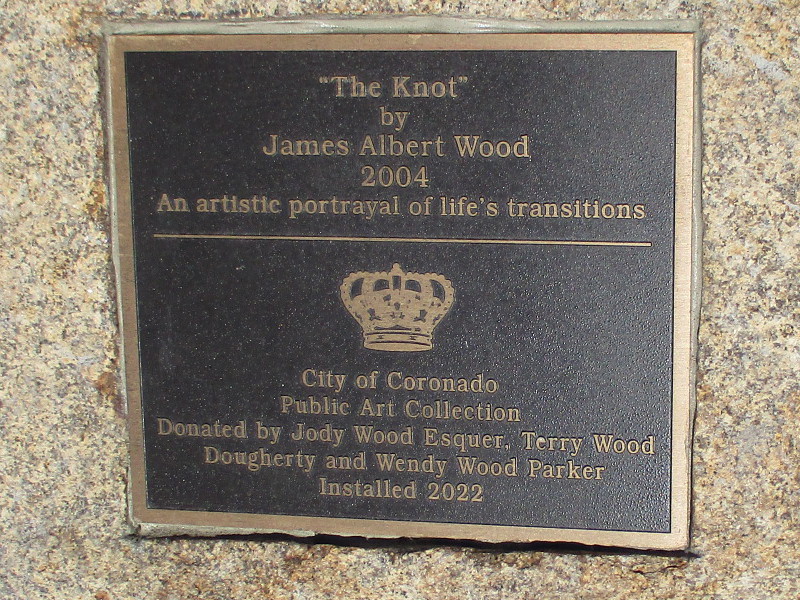 "The Knot"
by
James Albert Wood
2004
An artistic portrayal of life's transitions
City of Coronado
Public Art Collection
Donated by Jody Wood Esquer, Terry Wood
Dougherty and Wendy Wood Parker
Installed 2022